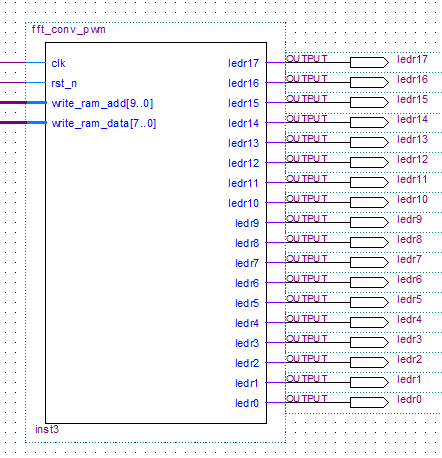 fft_conv_pwm
clk ledr17 OUTPUT ledr17
rst_n ledr16 OUTPUT ledr16
write_ram_add[9..0] ledr15 OUTPUT ledr15
write_ram_data[7..0] ledr14 OUTPUT ledr14
ledr13 OUTPUT ledr13
ledr12 OUTPUT ledr12
ledr11 OUTPUT ledr11
ledr10 OUTPUT ledr10
ledr9 OUTPUT ledr9
ledr8 OUTPUT ledr8
ledr7 OUTPUT ledr7
ledr6 OUTPUT ledr6
ledr5 OUTPUT ledr5
ledr4 OUTPUT ledr4
ledr3 OUTPUT ledr3
ledr2 OUTPUT ledr2
ledr1 OUTPUT ledr1
ledr0 OUTPUT ledr0
inst3